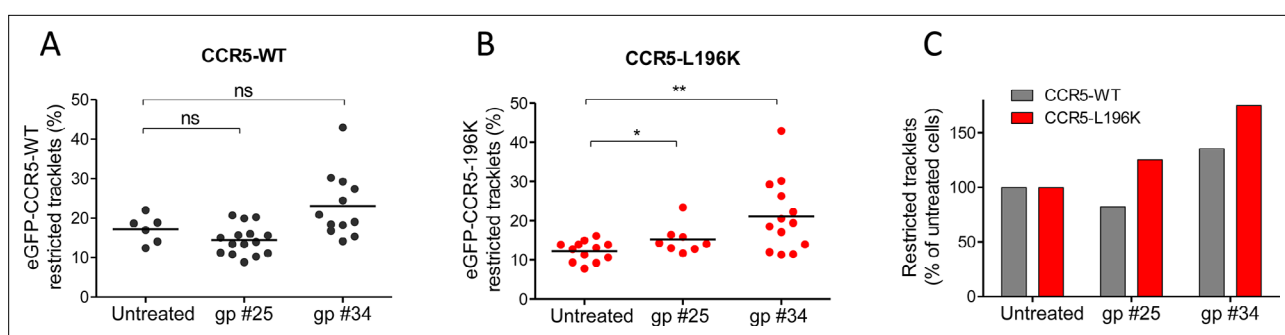 A
CCR5-WT
eGFP-CCR5-WT
restricted tracklets (%)
50
40
30
20
10
0
ns
ns
Untreated
gp #25
gp #34
B
CCR5-L196K
eGFP-CCR5-196K
restricted tracklets (%)
50
40
30
20
10
0
**
*
Untreated
gp #25
gp #34
C
CCR5-WT
CCR5-L196K
Restricted tracklets
(% of untreated cells)
150
100
50
0
Untreated
gp #25
gp #34